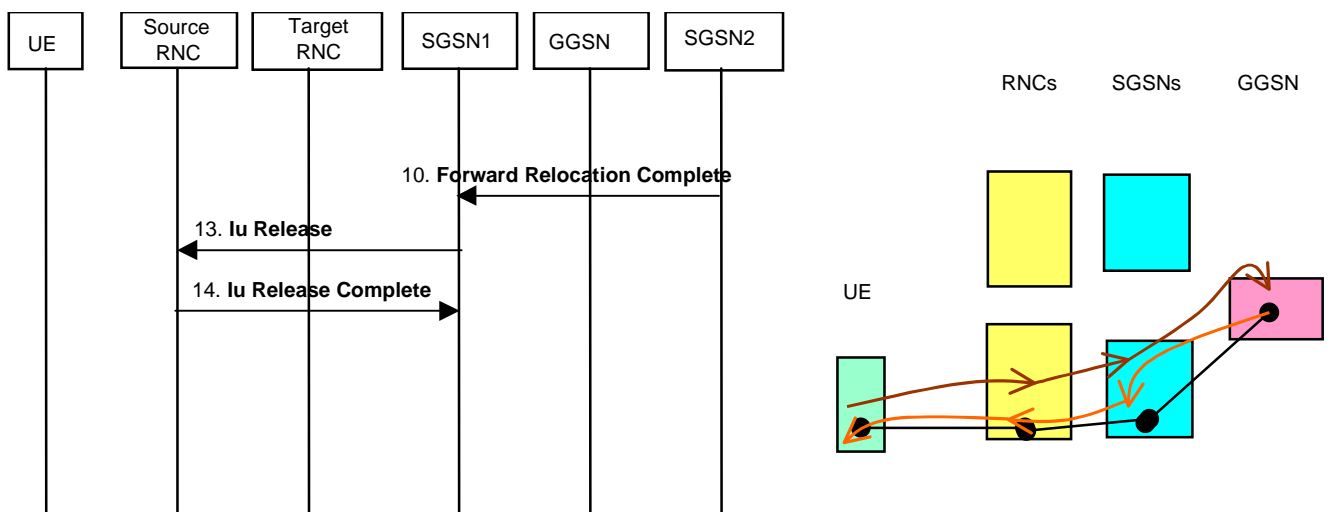 UE
Source
RNC
Target
RNC
SGSN1
GGSN
SGSN2
RNCs
SGSNs
GGSN
10. Forward Relocation Complete
13. Iu Release
14. Iu Release Complete
UE